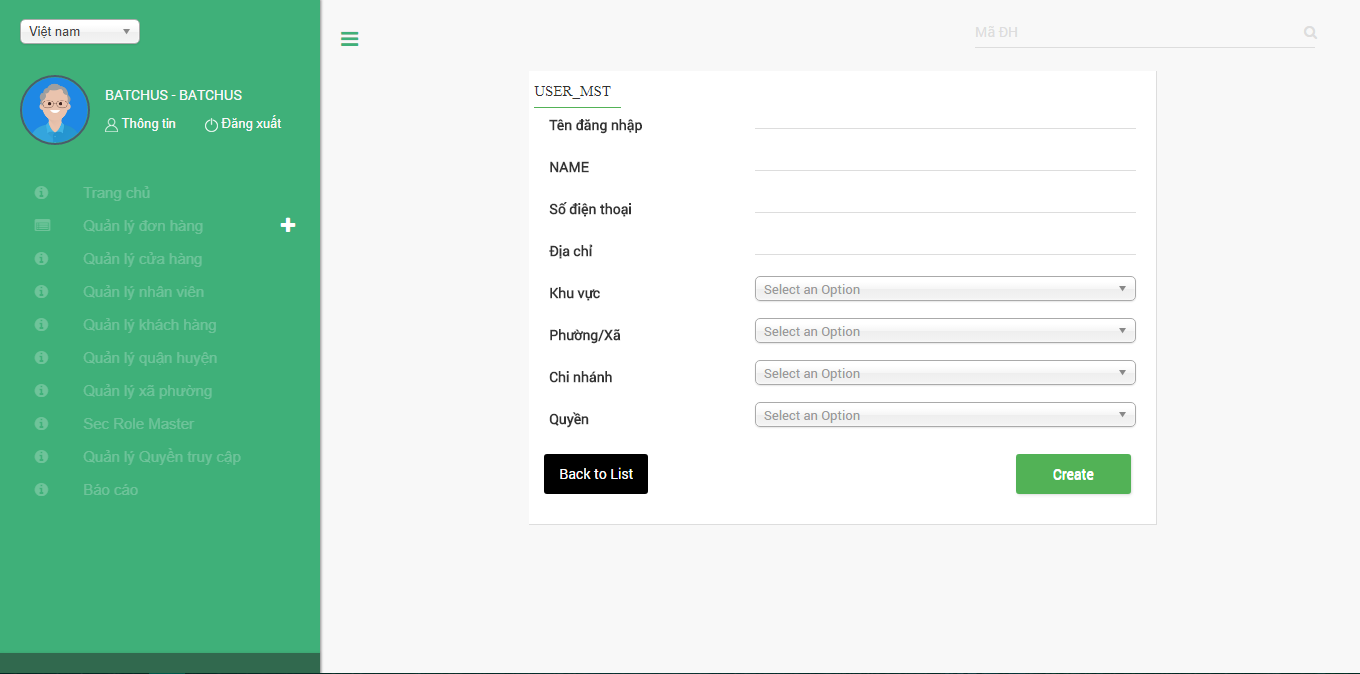 Việt nam
Mã ĐH
BATCHUS - BATCHUS
Thông tin
Đăng xuất
Trang chủ
Quản lý đơn hàng
Quản lý cửa hàng
Quản lý nhân viên
Quản lý khách hàng
Quản lý quận huyện
Quản lý xã phường
Sec Role Master
Quản lý Quyền truy cập
Báo cáo
USER_MST
Tên đăng nhập
NAME
Số điện thoại
Địa chỉ
Khu vực Select an Option
Phường/Xã Select an Option
Chi nhánh Select an Option
Quyền Select an Option
Back to List
Create